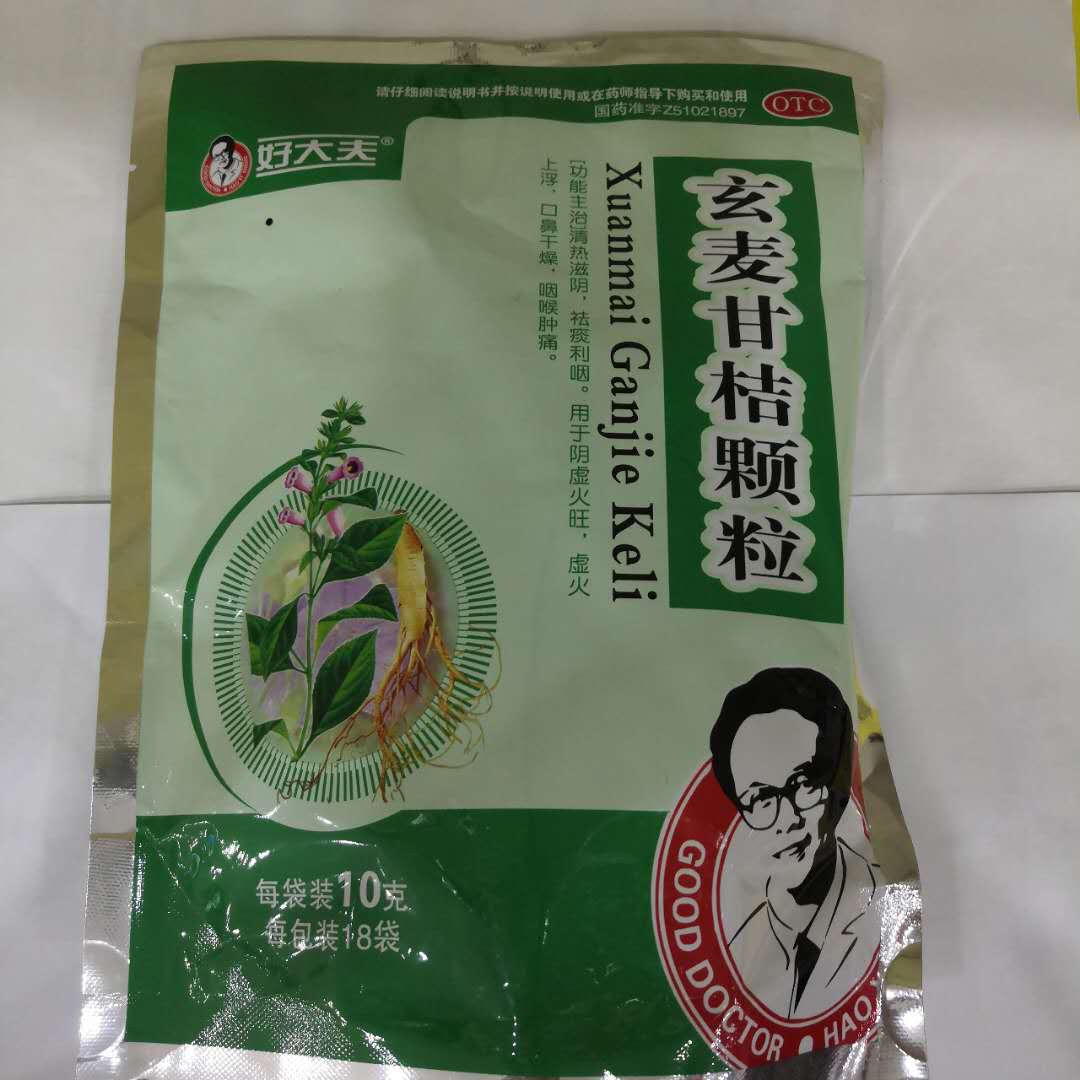 请仔细阅读说明书并按说明使用或在药师指导下购买和使用
国药准字Z51021897
OTC
好大夫®
玄麦甘桔颗粒
Xuanmai Ganjie Keli
[功能主治]清热滋阴，祛痰利咽。用于阴虚火旺，虚火
上浮，口鼻干燥，咽喉肿痛。
每袋装10克
每包装18袋
GOOD DOCTOR • HAO